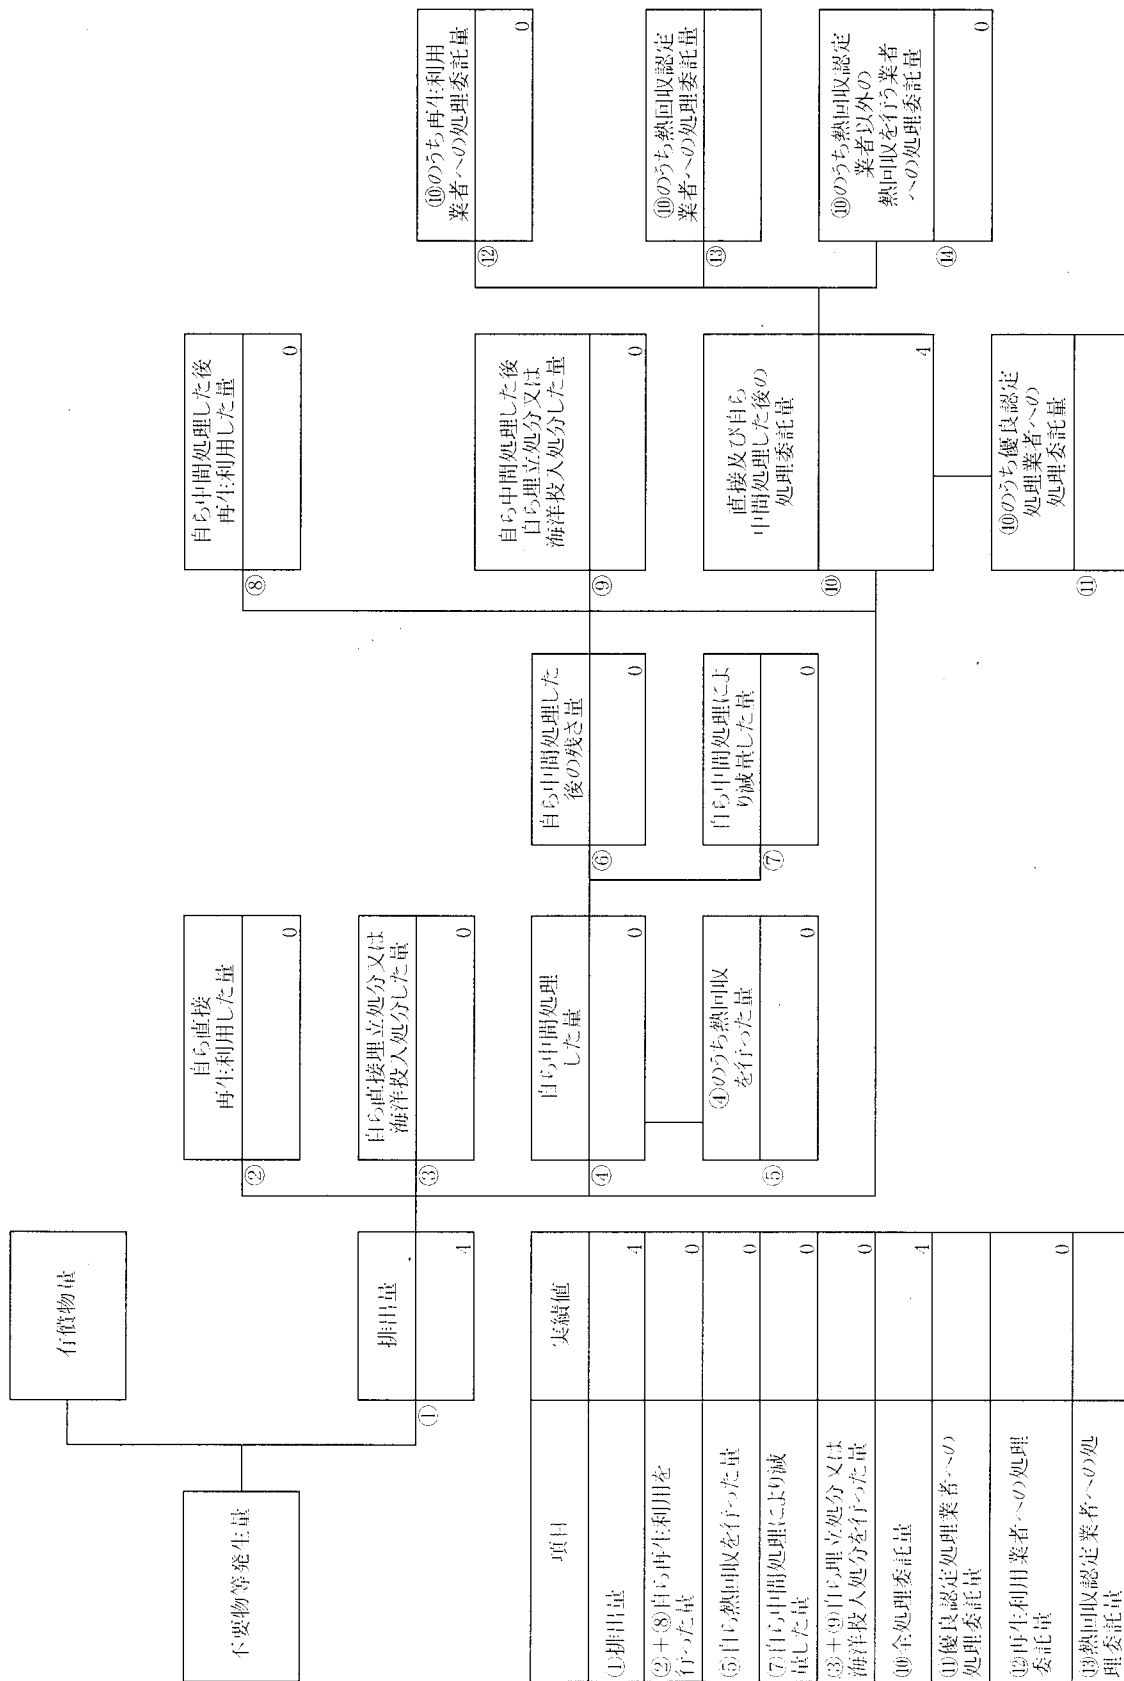 不要物等発生量
有償物量
①
排出量
4
②
自ら直接
再生利用した量
0
③
自ら直接埋立処分又は
海洋投入処分した量
0
④
自ら中間処理
した量
0
⑤
④のうち熱回収
を行った量
0
⑥
自ら中間処理した
後の残さ量
0
⑦
自ら中間処理によ
り減量した量
0
⑧
自ら中間処理した後
再生利用した量
0
⑨
自ら中間処理した後
自ら埋立処分又は
海洋投入処分した量
0
⑩
直接及び自ら
中間処理した後の
処理委託量
4
⑪
⑩のうち優良認定
処理業者への
処理委託量
⑫
⑩のうち再生利用
業者への処理委託量
0
⑬
⑩のうち熱回収認定
業者への処理委託量
⑭
⑩のうち熱回収認定
業者以外の
熱回収を行う業者
への処理委託量
0
項目
実績値
①排出量
4
②+⑧自ら再生利用を
行った量
0
⑤自ら熱回収を行った量
0
⑦自ら中間処理により減
量した量
0
③+⑨自ら埋立処分又は
海洋投入処分を行った量
0
⑩全処理委託量
4
⑪優良認定処理業者への
処理委託量
⑫再生利用業者への処理
委託量
0
⑬熱回収認定業者への処
理委託量